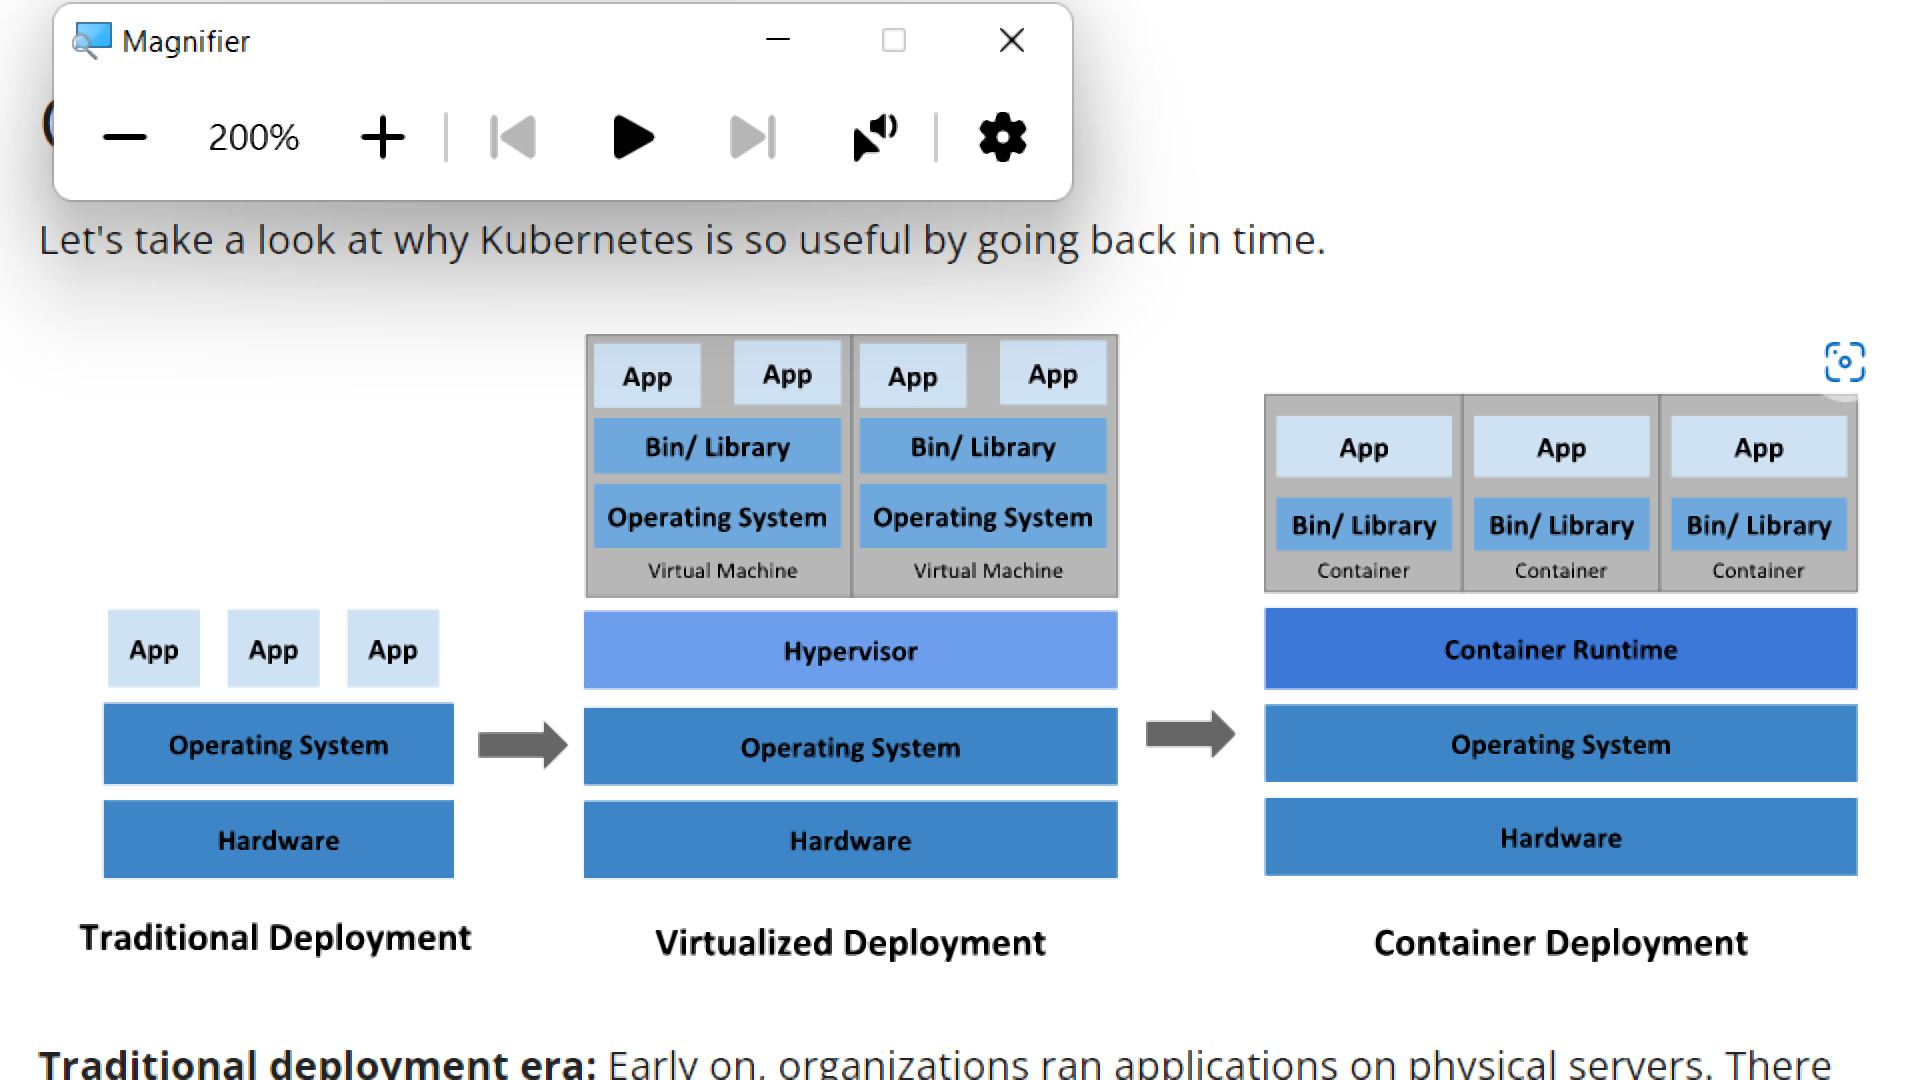 Magnifier
200%
Let's take a look at why Kubernetes is so useful by going back in time.
App App App
Operating System
Hardware
Traditional Deployment
App App App App
Bin/ Library Bin/ Library
Operating System Operating System
Virtual Machine Virtual Machine
Hypervisor
Operating System
Hardware
Virtualized Deployment
App App App
Bin/ Library Bin/ Library Bin/ Library
Container Container Container
Container Runtime
Operating System
Hardware
Container Deployment
Traditional deployment era: Early on, organizations ran applications on physical servers. There